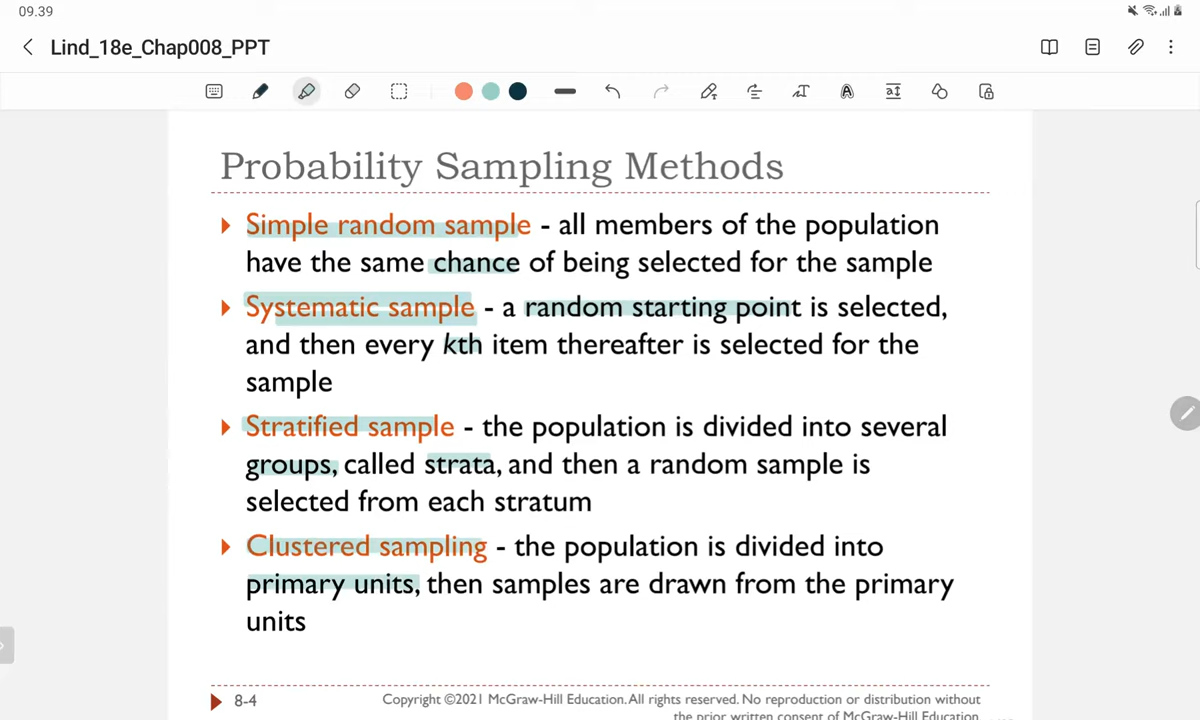 09.39
Lind_18e_Chap008_PPT
Probability Sampling Methods
Simple random sample - all members of the population
have the same chance of being selected for the sample
Systematic sample - a random starting point is selected,
and then every kth item thereafter is selected for the
sample
Stratified sample - the population is divided into several
groups, called strata, and then a random sample is
selected from each stratum
Clustered sampling - the population is divided into
primary units, then samples are drawn from the primary
units
8-4
Copyright ©2021 McGraw-Hill Education. All rights reserved. No reproduction or distribution without
the prior written consent of McGraw-Hill Education.